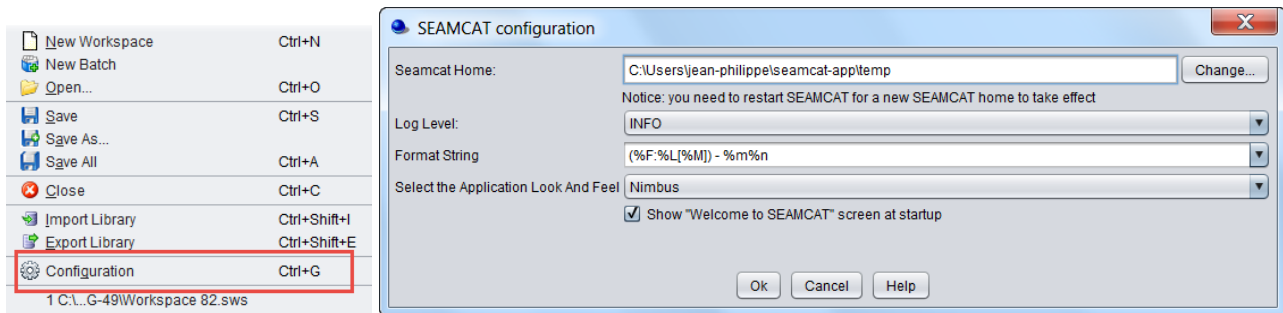 New Workspace Ctrl+N
New Batch
Open... Ctrl+O
Save Ctrl+S
Save As...
Save All Ctrl+A
Close Ctrl+C
Import Library Ctrl+Shift+I
Export Library Ctrl+Shift+E
Configuration Ctrl+G
1 C:\...G-49\Workspace 82.sws
SEAMCAT configuration
Seamcat Home: C:\Users\jean-philippe\seamcat-app\temp Change...
Notice: you need to restart SEAMCAT for a new SEAMCAT home to take effect
Log Level: INFO
Format String (%F:%L[%M]) - %m%n
Select the Application Look And Feel Nimbus
Show "Welcome to SEAMCAT" screen at startup
Ok Cancel Help